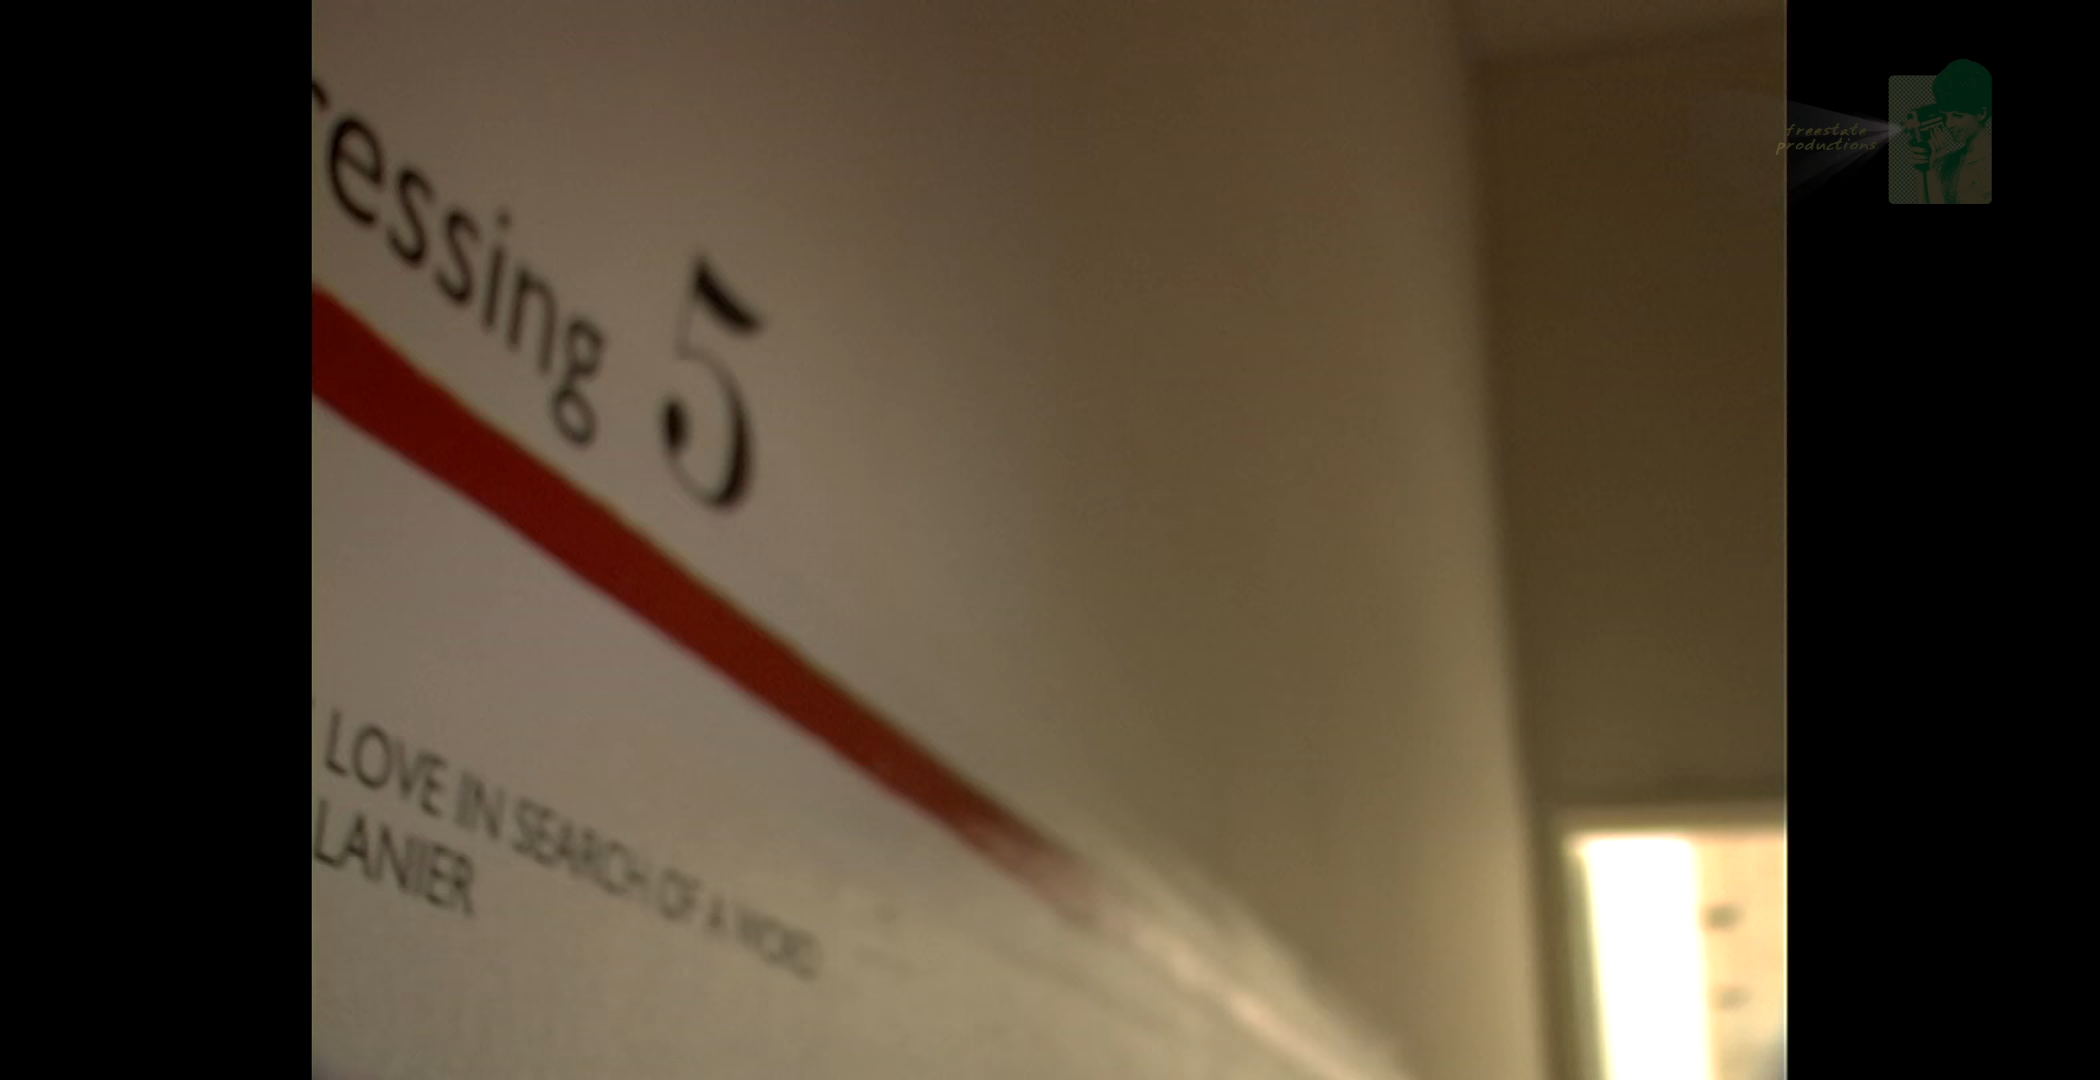 essing 5
LOVE IN SEARCH OF A WORD
LANIER
freestate
productions